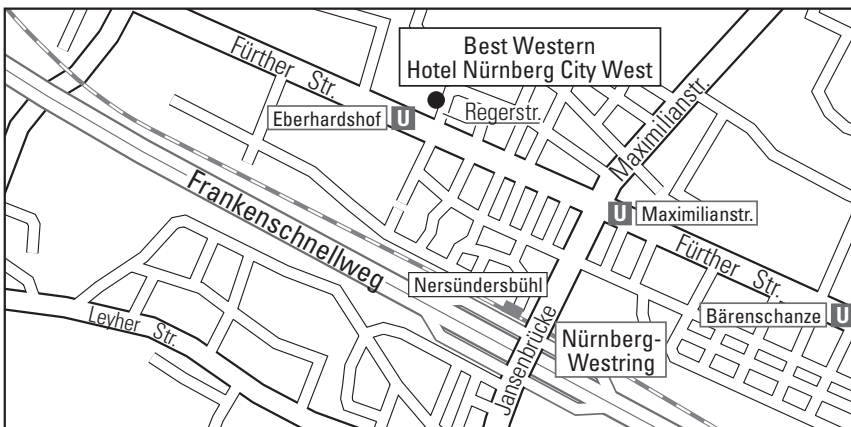 Fürther Str.
Best Western
Hotel Nürnberg City West
Maximilianstr.
Eberhardshof U
Regerstr.
Frankenschnellweg
U Maximilianstr.
Fürther Str.
Nersündersbühl
Leyher Str.
Jansenbrücke
Nürnberg-
Westring
Bärenschanze U